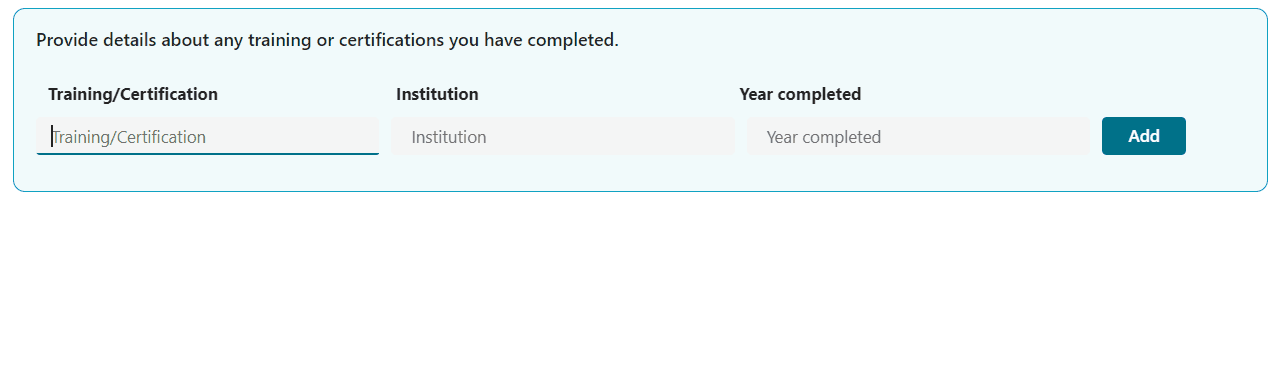 Provide details about any training or certifications you have completed.
Training/Certification Institution Year completed
Training/Certification Institution Year completed Add